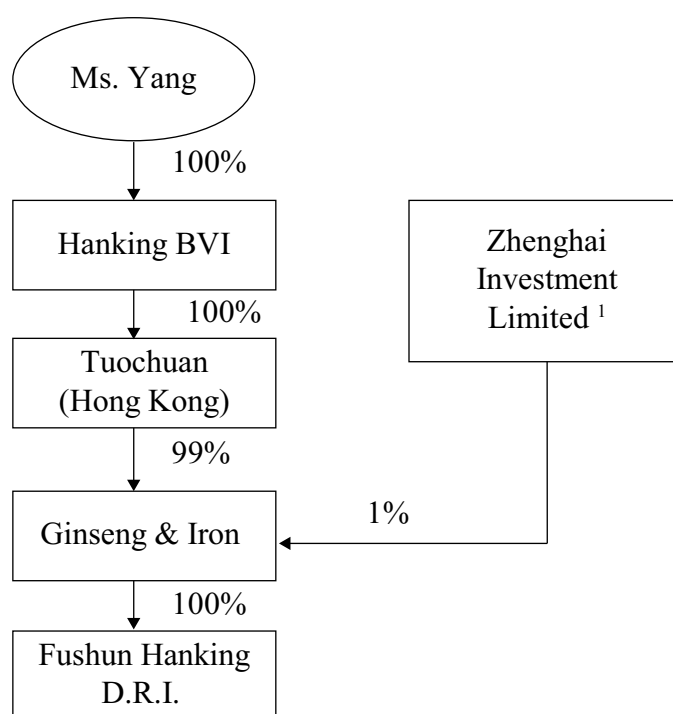 Ms. Yang
100%
Hanking BVI
Zhenghai
Investment
Limited 1
100%
Tuochuan
(Hong Kong)
99%
Ginseng & Iron
1%
100%
Fushun Hanking
D.R.I.